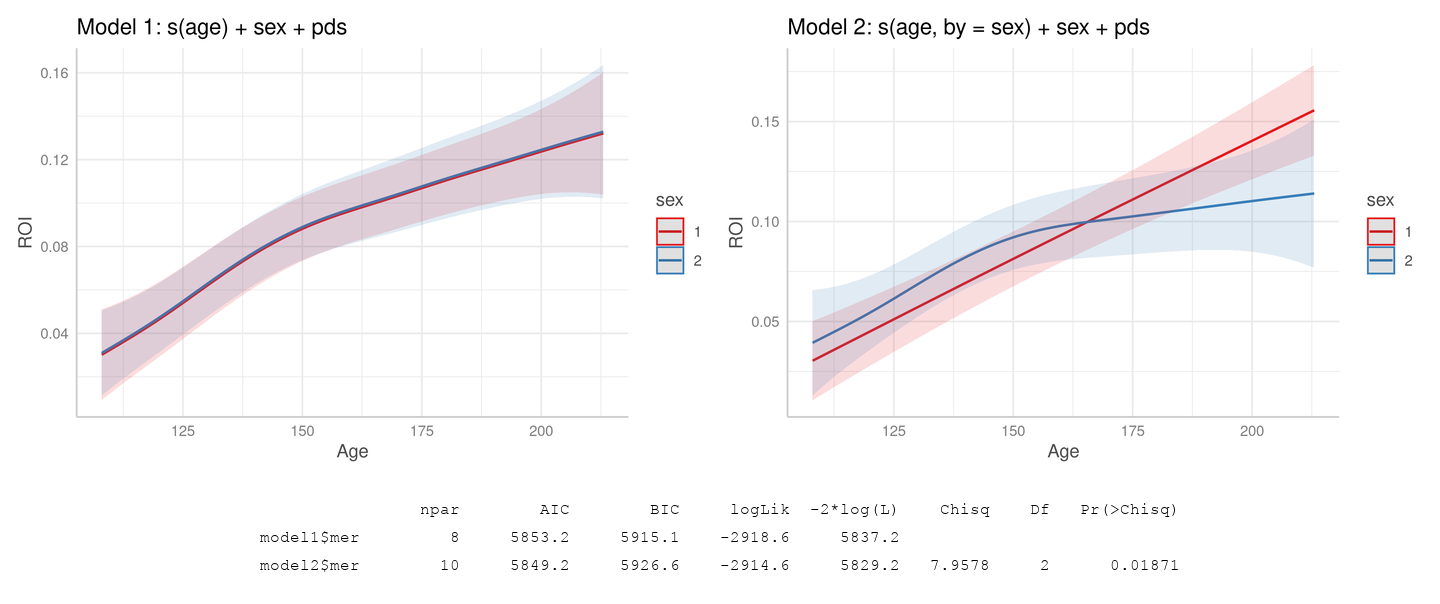 Model 1: s(age) + sex + pds
0.16
0.12
0.08
0.04
ROI
125 150 175 200
Age
sex
1
2
Model 2: s(age, by = sex) + sex + pds
0.15
0.10
0.05
ROI
125 150 175 200
Age
sex
1
2
npar AIC BIC logLik -2*log(L) Chisq Df Pr(>Chisq)
model1$mer 8 5853.2 5915.1 -2918.6 5837.2
model2$mer 10 5849.2 5926.6 -2914.6 5829.2 7.9578 2 0.01871